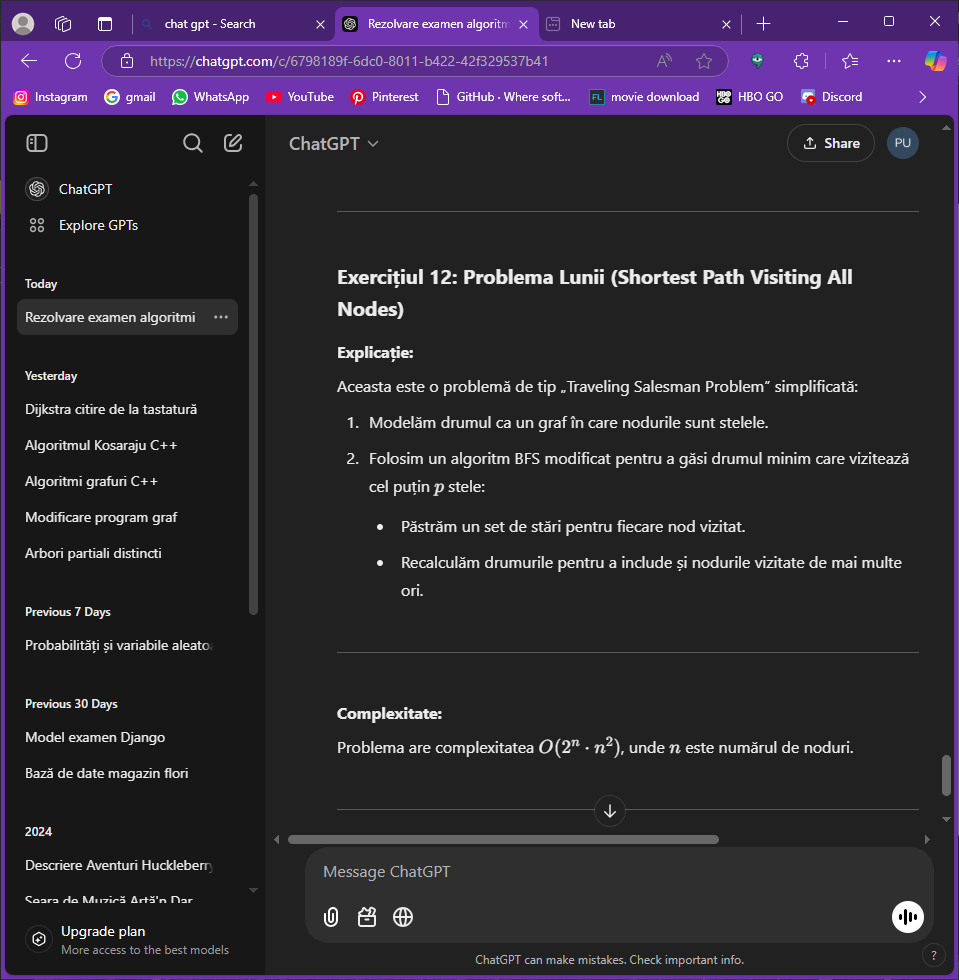 chat gpt - Search
Rezolvare examen algoritm
New tab
https://chatgpt.com/c/6798189f-6dc0-8011-b422-42f329537b41
Instagram
gmail
WhatsApp
YouTube
Pinterest
GitHub · Where soft...
FL
movie download
HBO GO
HBO GO
Discord
ChatGPT
Share
PU
ChatGPT
Explore GPTs
Today
Rezolvare examen algoritmi
Yesterday
Dijkstra citire de la tastatură
Algoritmul Kosaraju C++
Algoritmi grafuri C++
Modificare program graf
Arbori partiali distincti
Previous 7 Days
Probabilități și variabile aleatoa
Previous 30 Days
Model examen Django
Bază de date magazin flori
2024
Descriere Aventuri Huckleberry
Seara de Muzică Artă'n Dar
Upgrade plan
More access to the best models
Exercițiul 12: Problema Lunii (Shortest Path Visiting All
Nodes)
Explicație:
Aceasta este o problemă de tip „Traveling Salesman Problem” simplificată:
1. Modelăm drumul ca un graf în care nodurile sunt stelele.
2. Folosim un algoritm BFS modificat pentru a găsi drumul minim care vizitează
cel puțin p stele:
• Păstrăm un set de stări pentru fiecare nod vizitat.
• Recalculăm drumurile pentru a include și nodurile vizitate de mai multe
ori.
Complexitate:
Problema are complexitatea O(2ⁿ · n²), unde n este numărul de noduri.
Message ChatGPT
ChatGPT can make mistakes. Check important info.
?